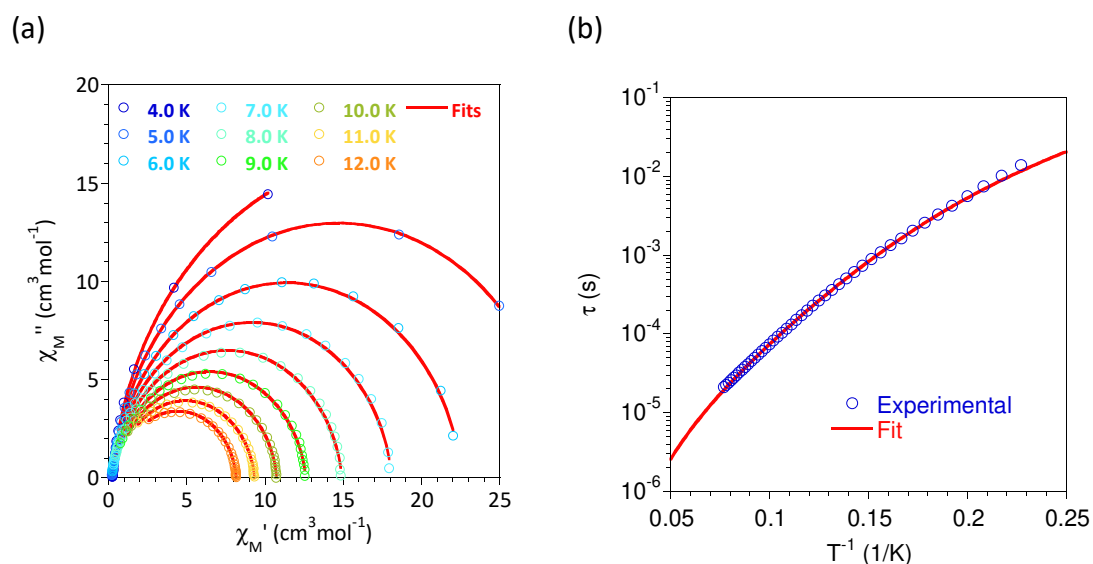 (a)
20
15
10
5
0
0 5 10 15 20 25
χM'' (cm³mol⁻¹)
χM' (cm³mol⁻¹)
4.0 K 7.0 K 10.0 K Fits
5.0 K 8.0 K 11.0 K
6.0 K 9.0 K 12.0 K
(b)
10⁻¹
10⁻²
10⁻³
10⁻⁴
10⁻⁵
10⁻⁶
τ (s)
Experimental
Fit
0.05 0.1 0.15 0.2 0.25
T⁻¹ (1/K)